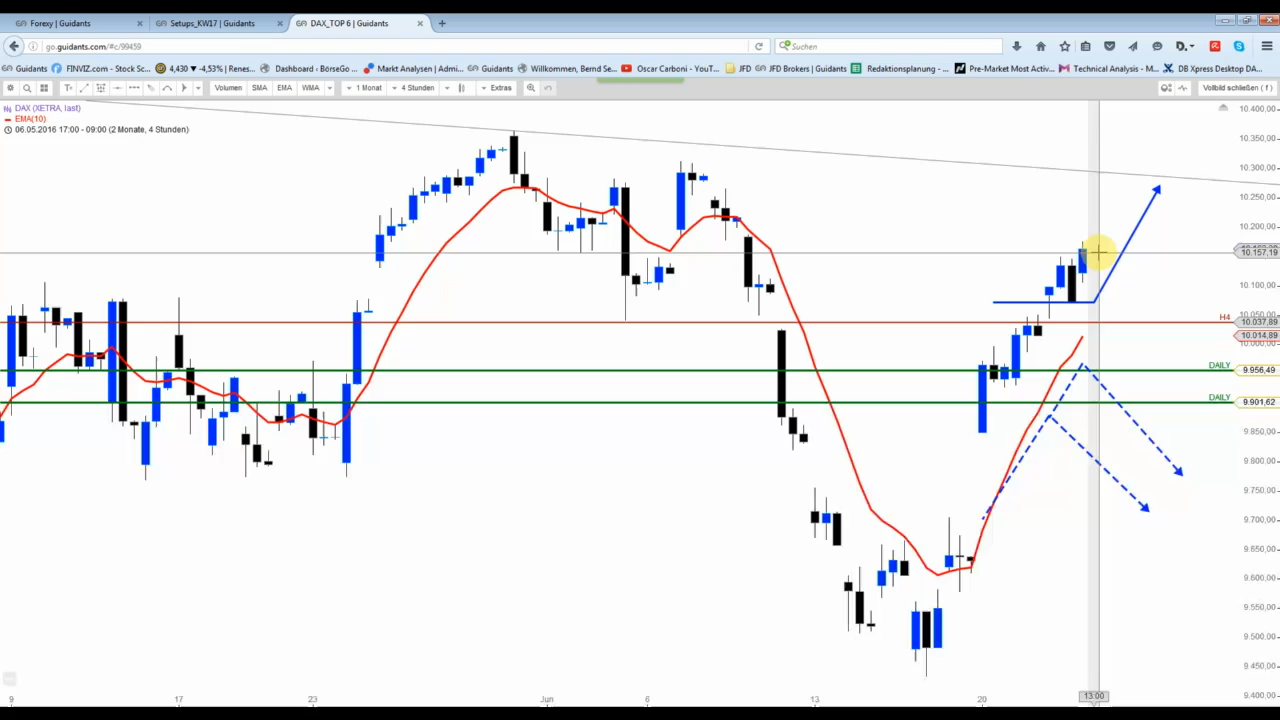 Forexy | Guidants
Setups_KW17 | Guidants
DAX_TOP 6 | Guidants
go.guidants.com/#c/99459
Suchen
Guidants
FINVIZ.com - Stock Sc...
4,430 ▼ -4,53% | Renes...
Dashboard - BörseGo ...
Markt Analysen | Admi...
Guidants
Willkommen, Bernd Se...
Oscar Carboni - YouT...
JFD
JFD Brokers | Guidants
Redaktionsplanung - ...
Pre-Market Most Activ...
Technical Analysis - M...
DB Xpress Desktop DA...
Volumen
SMA
EMA
WMA
1 Monat
4 Stunden
Extras
Vollbild schließen ( f )
DAX (XETRA, last)
EMA(10)
06.05.2016 17:00 - 09:00 (2 Monate, 4 Stunden)
10.400,00
10.350,00
10.300,00
10.250,00
10.200,00
10.157,19
10.100,00
10.050,00
H4
10.037,89
10.014,89
10.000,00
DAILY
9.956,49
DAILY
9.901,62
9.850,00
9.800,00
9.750,00
9.700,00
9.650,00
9.600,00
9.550,00
9.500,00
9.450,00
9.400,00
9
17
23
Jun
6
13
20
13:00